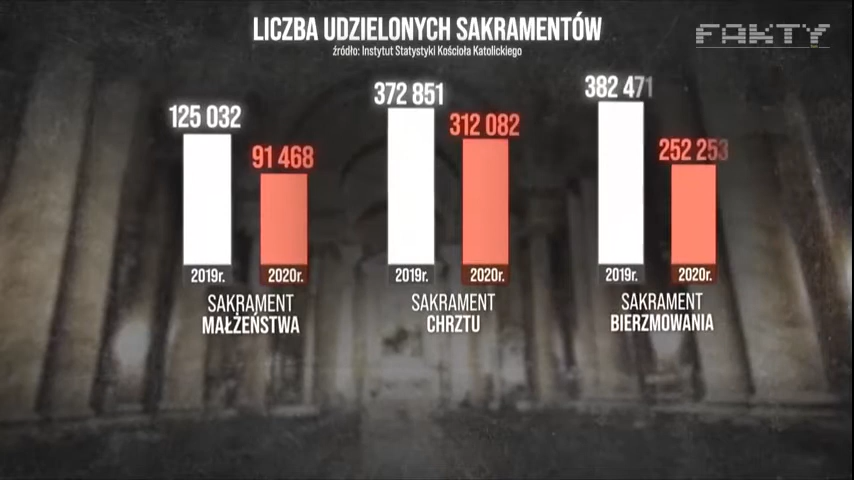 LICZBA UDZIELONYCH SAKRAMENTÓW
źródło: Instytut Statystyki Kościoła Katolickiego
FAKTY
125 032
91 468
2019r.
2020r.
SAKRAMENT
MAŁŻEŃSTWA
372 851
312 082
2019r.
2020r.
SAKRAMENT
CHRZTU
382 471
252 253
2019r.
2020r.
SAKRAMENT
BIERZMOWANIA